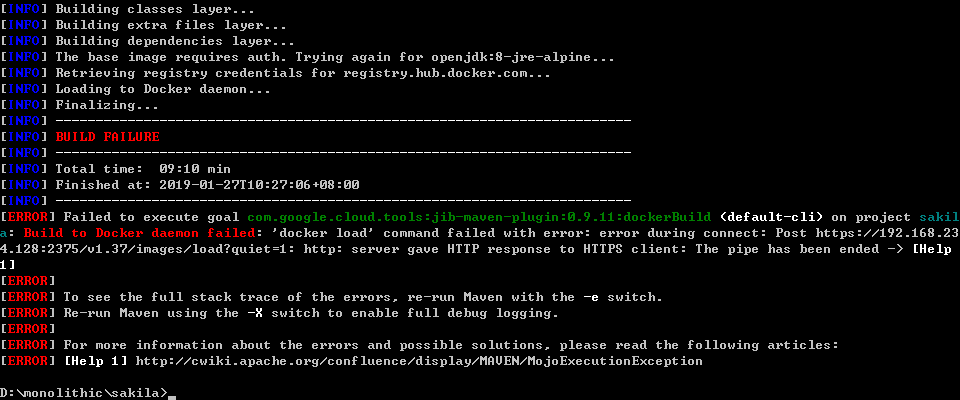 [INFO] Building classes layer...
[INFO] Building extra files layer...
[INFO] Building dependencies layer...
[INFO] The base image requires auth. Trying again for openjdk:8-jre-alpine...
[INFO] Retrieving registry credentials for registry.hub.docker.com...
[INFO] Loading to Docker daemon...
[INFO] Finalizing...
[INFO] ------------------------------------------------------------------------
[INFO] BUILD FAILURE
[INFO] ------------------------------------------------------------------------
[INFO] Total time:  09:10 min
[INFO] Finished at: 2019-01-27T10:27:06+08:00
[INFO] ------------------------------------------------------------------------
[ERROR] Failed to execute goal com.google.cloud.tools:jib-maven-plugin:0.9.11:dockerBuild (default-cli) on project sakil
a: Build to Docker daemon failed: 'docker load' command failed with error: error during connect: Post https://192.168.23
4.128:2375/v1.37/images/load?quiet=1: http: server gave HTTP response to HTTPS client: The pipe has been ended -> [Help
1]
[ERROR]
[ERROR] To see the full stack trace of the errors, re-run Maven with the -e switch.
[ERROR] Re-run Maven using the -X switch to enable full debug logging.
[ERROR]
[ERROR] For more information about the errors and possible solutions, please read the following articles:
[ERROR] [Help 1] http://cwiki.apache.org/confluence/display/MAVEN/MojoExecutionException
D:\monolithic\sakila>